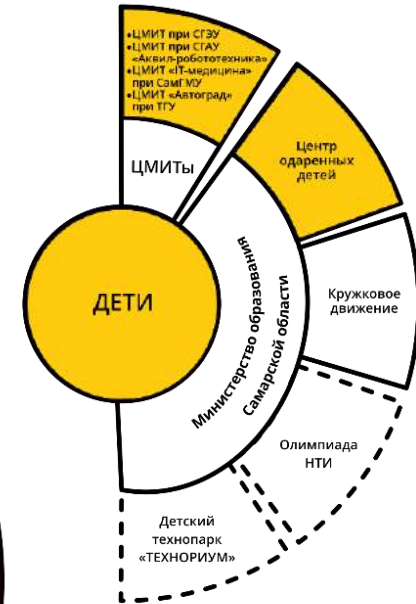 •ЦМИТ при СГЭУ
•ЦМИТ при СГАУ
«Аквил-робототехника»
•ЦМИТ «IT-медицина»
при СамГМУ
•ЦМИТ «Автоград»
при ТГУ
ЦМИТы
Центр
одаренных
детей
ДЕТИ
Министерство образования
Самарской области
Кружковое
движение
Олимпиада
НТИ
Детский
технопарк
«ТЕХНОРИУМ»